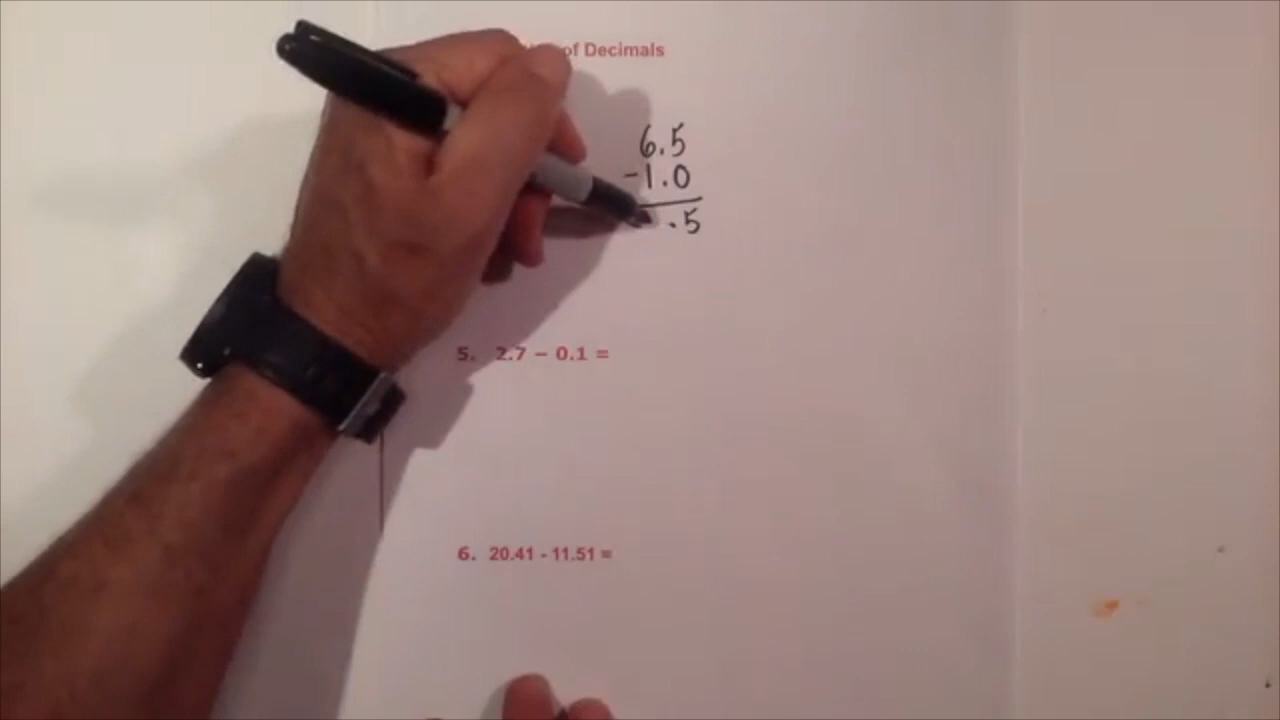 of Decimals
6.5
-1.0
.5
5. 2.7 − 0.1 =
6. 20.41 - 11.51 =